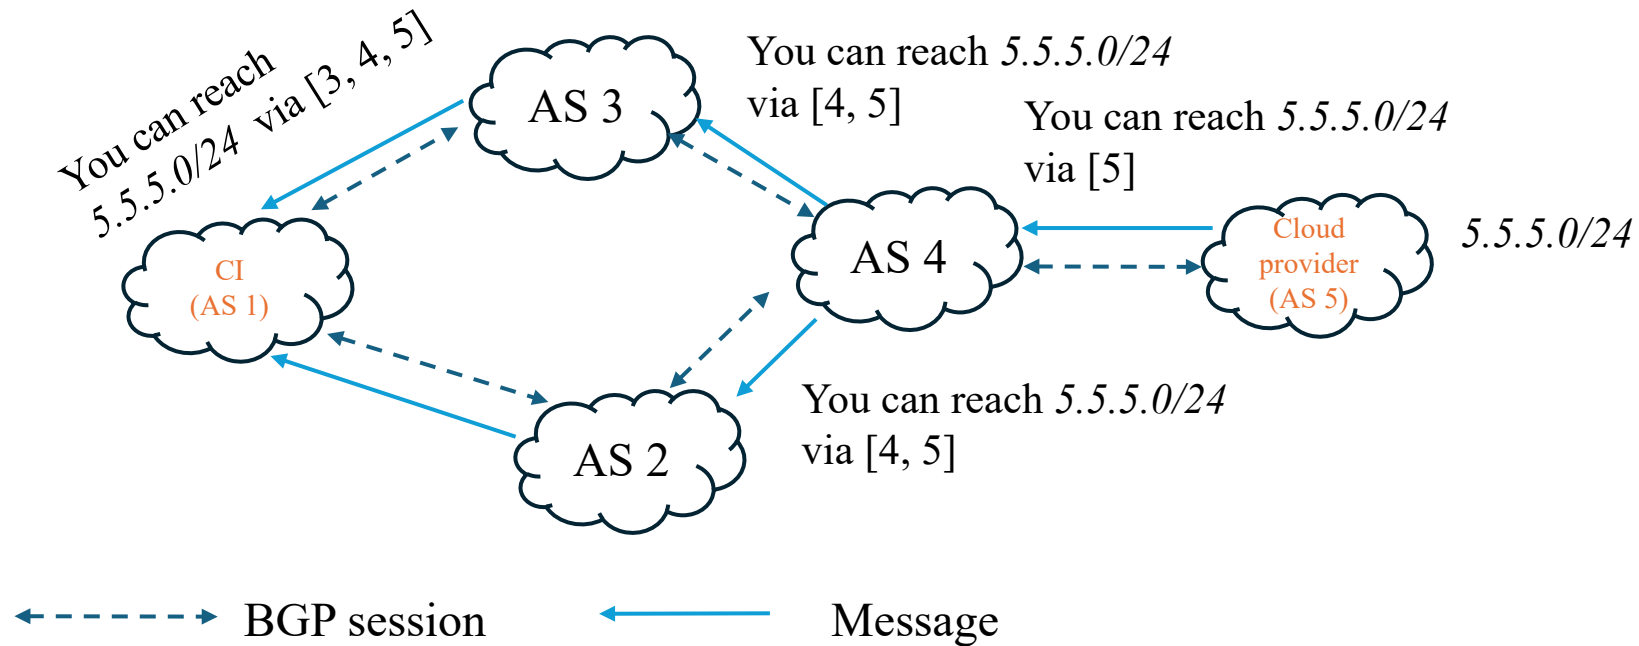 You can reach
5.5.5.0/24 via [3, 4, 5]
AS 3
You can reach 5.5.5.0/24
via [4, 5]
You can reach 5.5.5.0/24
via [5]
CI
(AS 1)
AS 4
Cloud
provider
(AS 5)
5.5.5.0/24
AS 2
You can reach 5.5.5.0/24
via [4, 5]
BGP session
Message